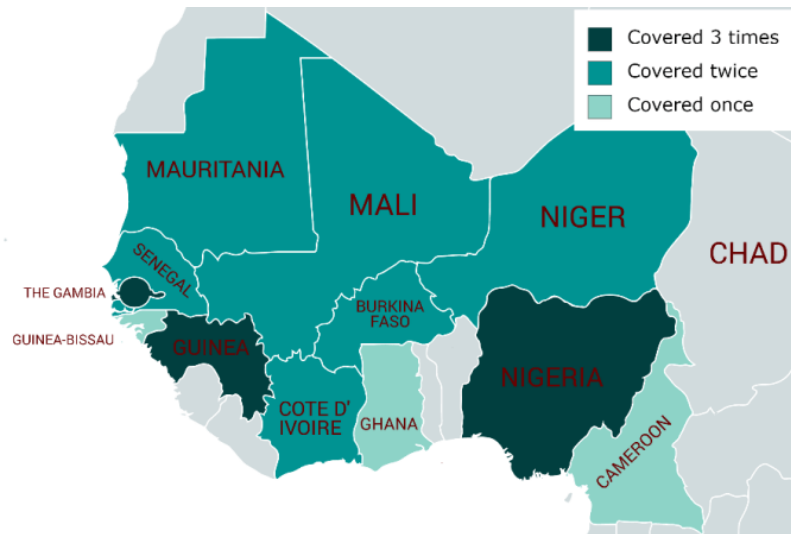 Covered 3 times
Covered twice
Covered once
MAURITANIA
MALI
NIGER
CHAD
SENEGAL
THE GAMBIA
BURKINA
FASO
GUINEA-BISSAU
GUINEA
NIGERIA
COTE D'
IVOIRE
GHANA
CAMEROON